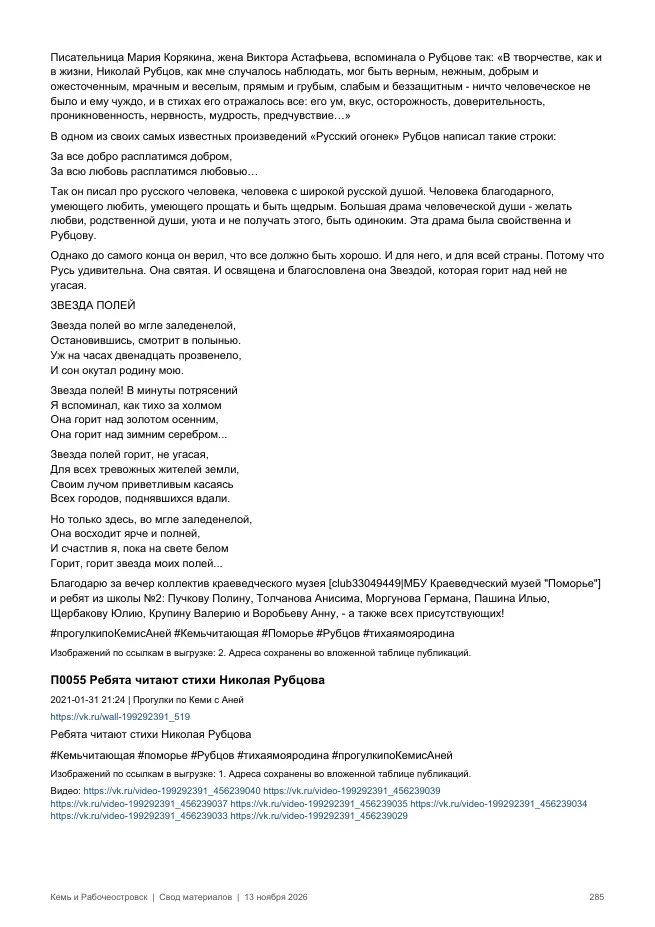 Писательница Мария Корякина, жена Виктора Астафьева, вспоминала о Рубцове так: «В творчестве, как и
в жизни, Николай Рубцов, как мне случалось наблюдать, мог быть верным, нежным, добрым и
ожесточенным, мрачным и веселым, прямым и грубым, слабым и беззащитным - ничто человеческое не
было и ему чуждо, и в стихах его отражалось все: его ум, вкус, осторожность, доверительность,
проникновенность, нервность, мудрость, предчувствие…»
В одном из своих самых известных произведений «Русский огонек» Рубцов написал такие строки:
За все добро расплатимся добром,
За всю любовь расплатимся любовью…
Так он писал про русского человека, человека с широкой русской душой. Человека благодарного,
умеющего любить, умеющего прощать и быть щедрым. Большая драма человеческой души - желать
любви, родственной души, уюта и не получать этого, быть одиноким. Эта драма была свойственна и
Рубцову.
Однако до самого конца он верил, что все должно быть хорошо. И для него, и для всей страны. Потому что
Русь удивительна. Она святая. И освящена и благословлена она Звездой, которая горит над ней не
угасая.
ЗВЕЗДА ПОЛЕЙ
Звезда полей во мгле заледенелой,
Остановившись, смотрит в полынью.
Уж на часах двенадцать прозвенело,
И сон окутал родину мою.
Звезда полей! В минуты потрясений
Я вспоминал, как тихо за холмом
Она горит над золотом осенним,
Она горит над зимним серебром...
Звезда полей горит, не угасая,
Для всех тревожных жителей земли,
Своим лучом приветливым касаясь
Всех городов, поднявшихся вдали.
Но только здесь, во мгле заледенелой,
Она восходит ярче и полней,
И счастлив я, пока на свете белом
Горит, горит звезда моих полей...
Благодарю за вечер коллектив краеведческого музея [club33049449|МБУ Краеведческий музей "Поморье"]
и ребят из школы №2: Пучкову Полину, Толчанова Анисима, Моргунова Германа, Пашина Илью,
Щербакову Юлию, Крупину Валерию и Воробьеву Анну, - а также всех присутствующих!
#прогулкипоКемисАней #Кемьчитающая #Поморье #Рубцов #тихаямояродина
Изображений по ссылкам в выгрузке: 2. Адреса сохранены во вложенной таблице публикаций.
П0055 Ребята читают стихи Николая Рубцова
2021-01-31 21:24 | Прогулки по Кеми с Аней
https://vk.ru/wall-199292391_519
Ребята читают стихи Николая Рубцова
#Кемьчитающая #поморье #Рубцов #тихаямояродина #прогулкипоКемисАней
Изображений по ссылкам в выгрузке: 1. Адреса сохранены во вложенной таблице публикаций.
Видео: https://vk.ru/video-199292391_456239040 https://vk.ru/video-199292391_456239039
https://vk.ru/video-199292391_456239037 https://vk.ru/video-199292391_456239035 https://vk.ru/video-199292391_456239034
https://vk.ru/video-199292391_456239033 https://vk.ru/video-199292391_456239029
Кемь и Рабочеостровск | Свод материалов | 13 ноября 2026 285